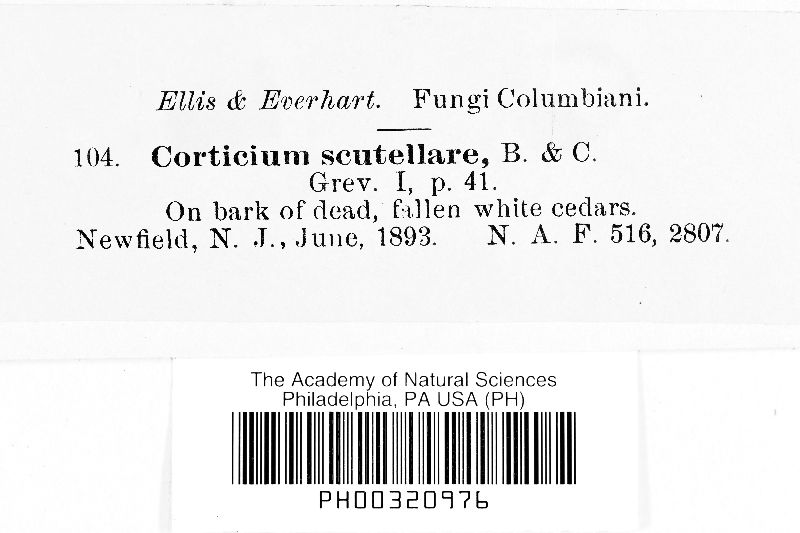 Ellis & Everhart. Fungi Columbiani.
104. Corticium scutellare, B. & C.
Grev. I, p. 41.
On bark of dead, fallen white cedars.
Newfield, N. J., June, 1893. N. A. F. 516, 2807.
The Academy of Natural Sciences
Philadelphia, PA USA (PH)
PH00320976